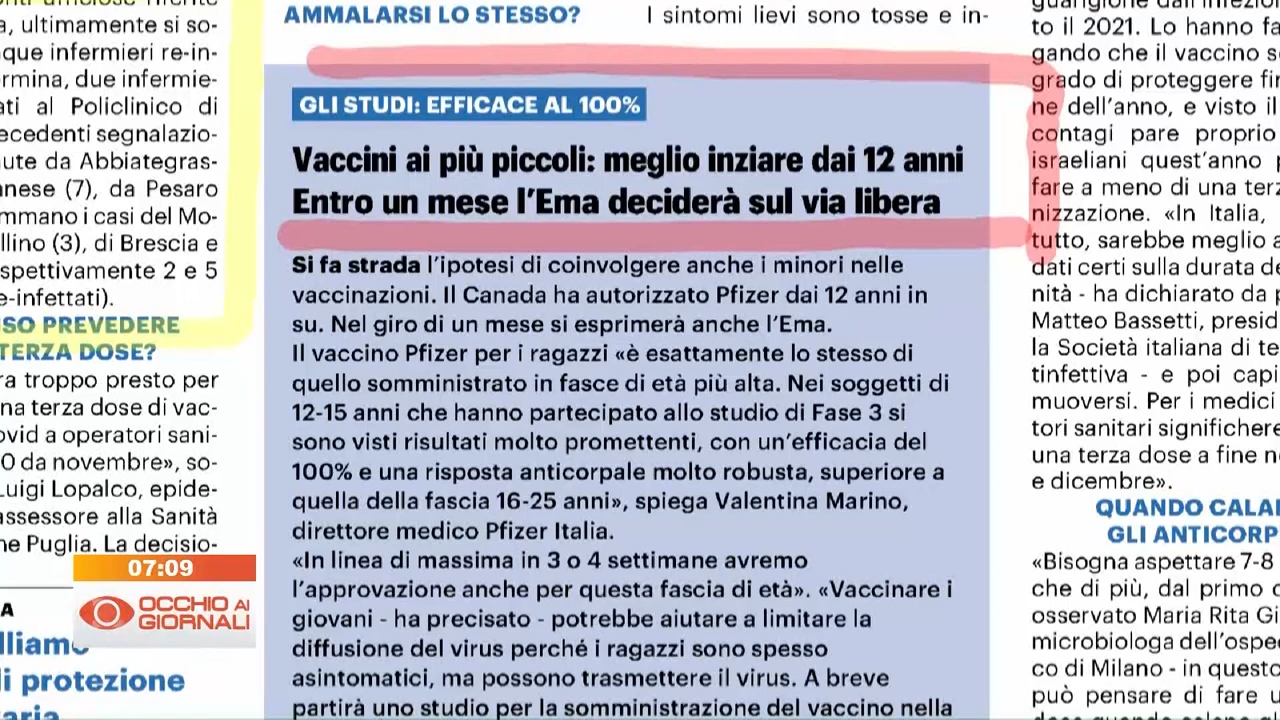 nque infermieri re-in-
ermina, due infermie-
ati al Policlinico di
ecedenti segnalazio-
nute da Abbiategras-
anese (7), da Pesaro
mmano i casi del Mo-
llino (3), di Brescia e
spettivamente 2 e 5
e-infettati).
SO PREVEDERE
TERZA DOSE?
ra troppo presto per
na terza dose di vac-
ovid a operatori sani-
0 da novembre», so-
Luigi Lopalco, epide-
assessore alla Sanità
ne Puglia. La decisio-
07:09
OCCHIO AI
GIORNALI
A
lliamo
li protezione
AMMALARSI LO STESSO?
I sintomi lievi sono tosse e in-
GLI STUDI: EFFICACE AL 100%
Vaccini ai più piccoli: meglio inziare dai 12 anni
Entro un mese l'Ema deciderà sul via libera
Si fa strada l'ipotesi di coinvolgere anche i minori nelle
vaccinazioni. Il Canada ha autorizzato Pfizer dai 12 anni in
su. Nel giro di un mese si esprimerà anche l'Ema.
Il vaccino Pfizer per i ragazzi «è esattamente lo stesso di
quello somministrato in fasce di età più alta. Nei soggetti di
12-15 anni che hanno partecipato allo studio di Fase 3 si
sono visti risultati molto promettenti, con un'efficacia del
100% e una risposta anticorpale molto robusta, superiore a
quella della fascia 16-25 anni», spiega Valentina Marino,
direttore medico Pfizer Italia.
«In linea di massima in 3 o 4 settimane avremo
l'approvazione anche per questa fascia di età». «Vaccinare i
giovani - ha precisato - potrebbe aiutare a limitare la
diffusione del virus perché i ragazzi sono spesso
asintomatici, ma possono trasmettere il virus. A breve
partirà uno studio per la somministrazione del vaccino nella
to il 2021. Lo hanno fa
gando che il vaccino s
grado di proteggere fin
ne dell'anno, e visto il
contagi pare proprio
israeliani quest'anno p
fare a meno di una terz
nizzazione. «In Italia,
tutto, sarebbe meglio a
dati certi sulla durata de
nità - ha dichiarato da p
Matteo Bassetti, presid
la Società italiana di te
tinfettiva - e poi capi
muoversi. Per i medici
tori sanitari significhere
una terza dose a fine n
e dicembre».
QUANDO CALA
GLI ANTICORP
«Bisogna aspettare 7-8
che di più, dal primo
osservato Maria Rita Gi
microbiologa dell'ospe
co di Milano - in questo
può pensare di fare u